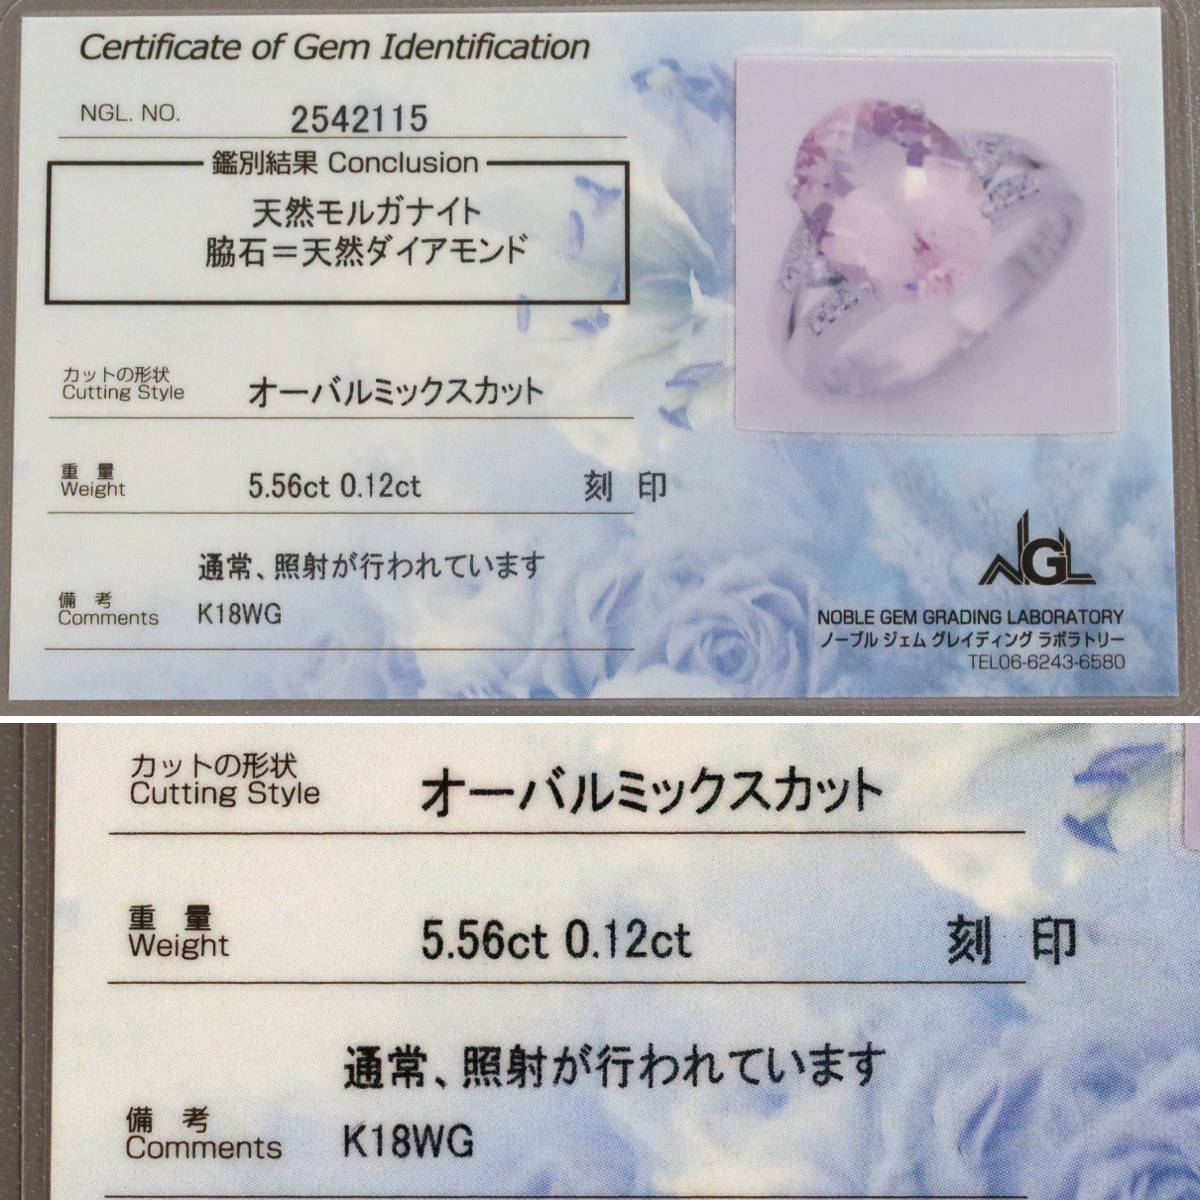 Certificate of Gem Identification
NGL. NO. 2542115
鑑別結果 Conclusion
天然モルガナイト
脇石=天然ダイアモンド
カットの形状
Cutting Style オーバルミックスカット
重 量
Weight 5.56ct 0.12ct 刻 印
通常、照射が行われています
備 考
Comments K18WG
NGL
NOBLE GEM GRADING LABORATORY
ノーブル ジェム グレイディング ラボラトリー
TEL06-6243-6580
カットの形状
Cutting Style オーバルミックスカット
重 量
Weight 5.56ct 0.12ct 刻 印
通常、照射が行われています
備 考
Comments K18WG